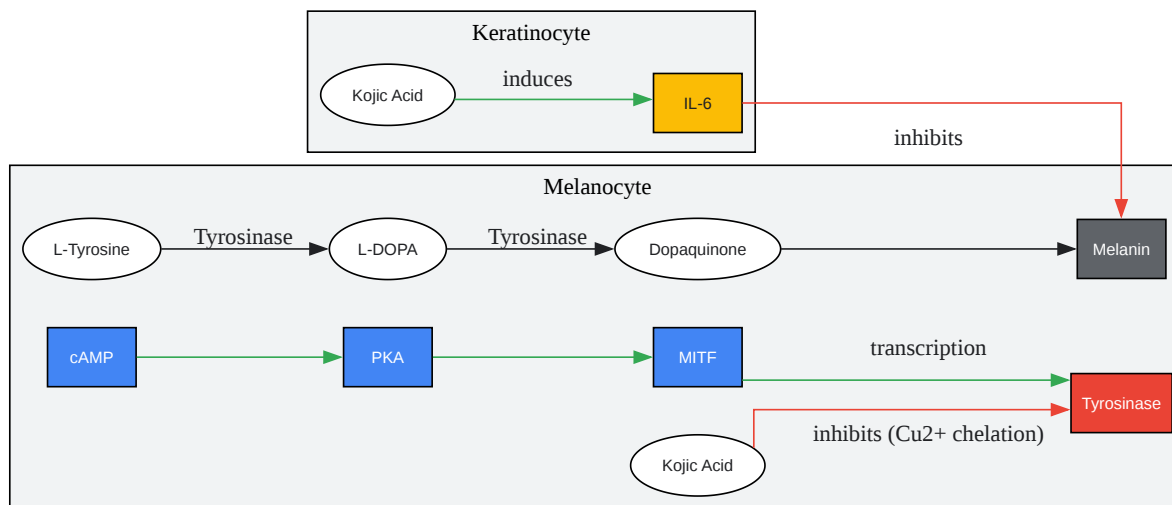 Keratinocyte
Kojic Acid
induces
IL-6
inhibits
Melanocyte
L-Tyrosine
Tyrosinase
L-DOPA
Tyrosinase
Dopaquinone
Melanin
cAMP
PKA
MITF
transcription
Tyrosinase
inhibits (Cu2+ chelation)
Kojic Acid